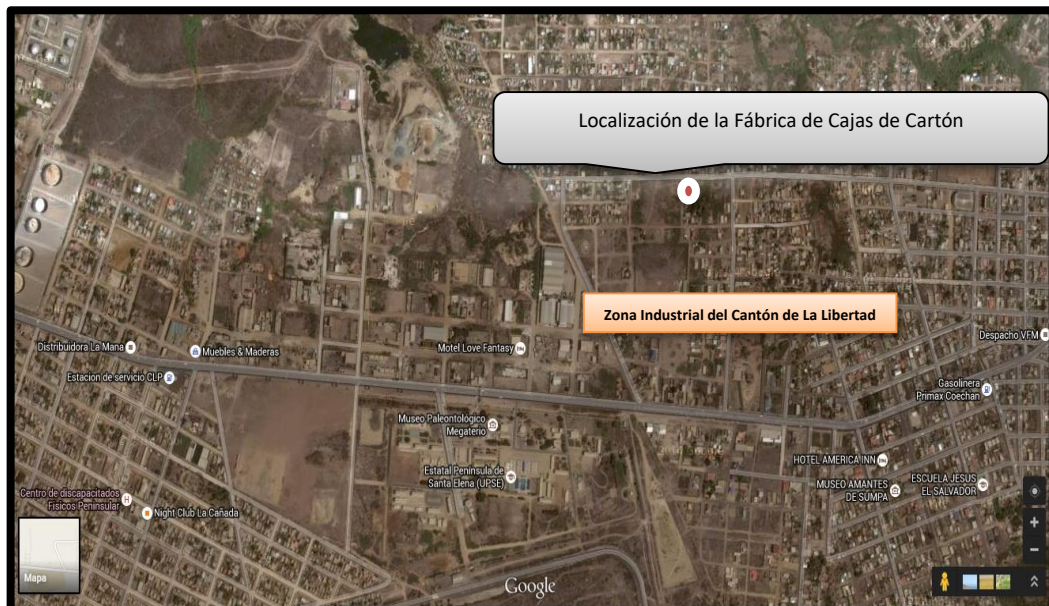 Localización de la Fábrica de Cajas de Cartón
Zona Industrial del Cantón de La Libertad
Despacho VFM
Distribuidora La Mana
Muebles & Maderas
Motel Love Fantasy
Estacion de servicio CLP
Gasolinera
Primax Coechan
Museo Paleontológico
Megaterio
HOTEL AMERICA INN
Estatal Península de
Santa Elena (UPSE)
MUSEO AMANTES
DE SUMPA
ESCUELA JESUS
EL SALVADOR
Centro de discapacitados
Fisicos Peninsular
Night Club La Cañada
Mapa
Google